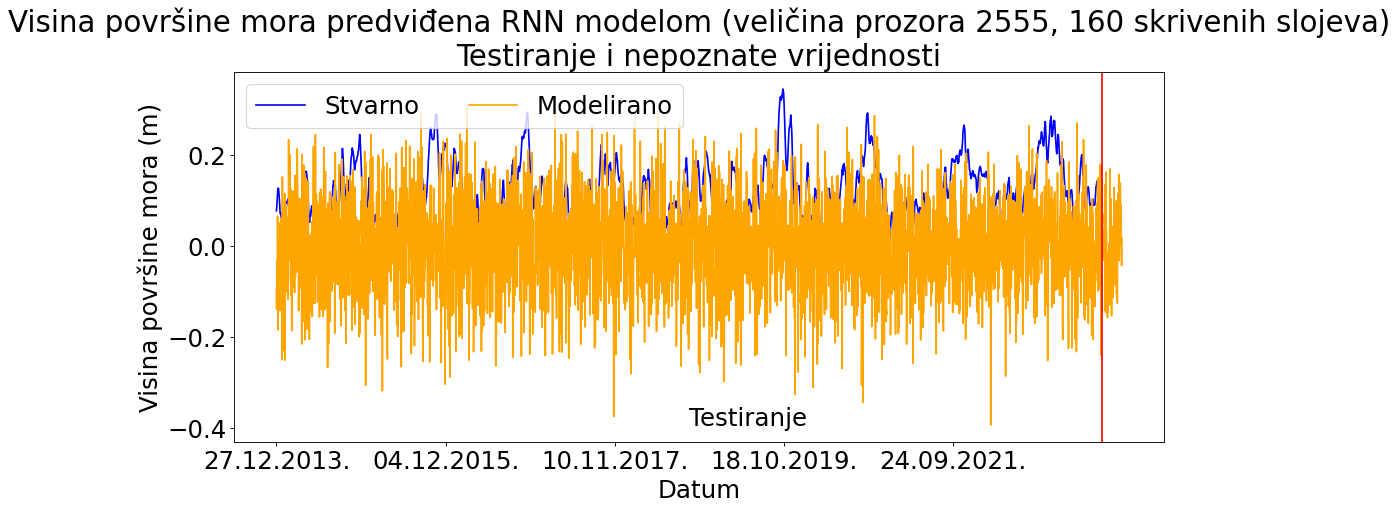 Visina površine mora predviđena RNN modelom (veličina prozora 2555, 160 skrivenih slojeva)
Testiranje i nepoznate vrijednosti
Stvarno Modelirano
Visina površine mora (m)
0.2
0.0
−0.2
−0.4
Testiranje
27.12.2013. 04.12.2015. 10.11.2017. 18.10.2019. 24.09.2021.
Datum